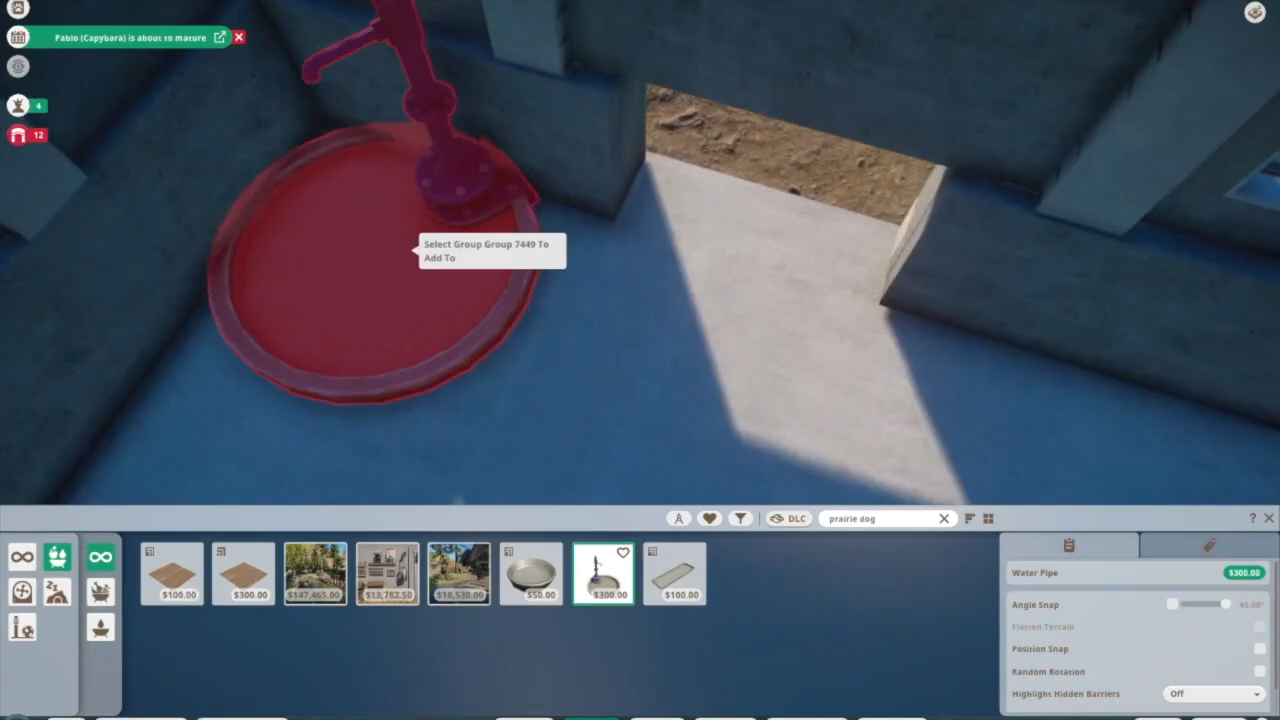 Pablo (Capybara) is about to mature
4
12
Select Group Group 7449 To
Add To
DLC
prairie dog
?
$100.00
$300.00
$147,465.00
$13,782.50
$10,530.00
$50.00
$300.00
$100.00
Water Pipe
$300.00
Angle Snap
45.00°
Flatten Terrain
Position Snap
Random Rotation
Highlight Hidden Barriers
Off